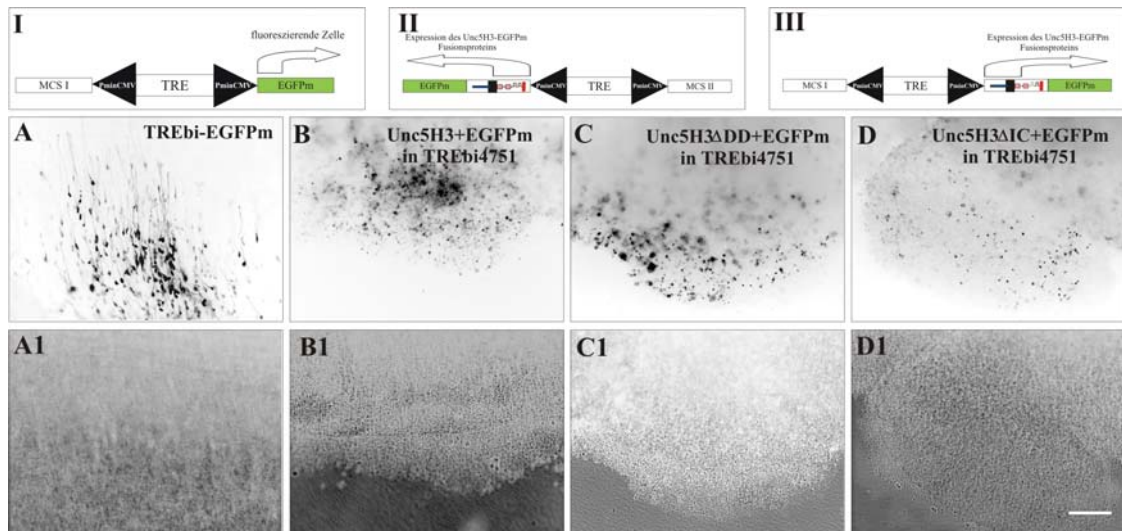 I
fluoreszierende Zelle
MCS I PminCMV TRE PminCMV EGFPm
II
Expression des Unc5H3-EGFPm
Fusionsproteins
EGFPm PminCMV TRE PminCMV MCS II
III
Expression des Unc5H3-EGFPm
Fusionsproteins
MCS I PminCMV TRE PminCMV EGFPm
A
TREbi-EGFPm
B
Unc5H3+EGFPm
in TREbi4751
C
Unc5H3ΔDD+EGFPm
in TREbi4751
D
Unc5H3ΔIC+EGFPm
in TREbi4751
A1
B1
C1
D1